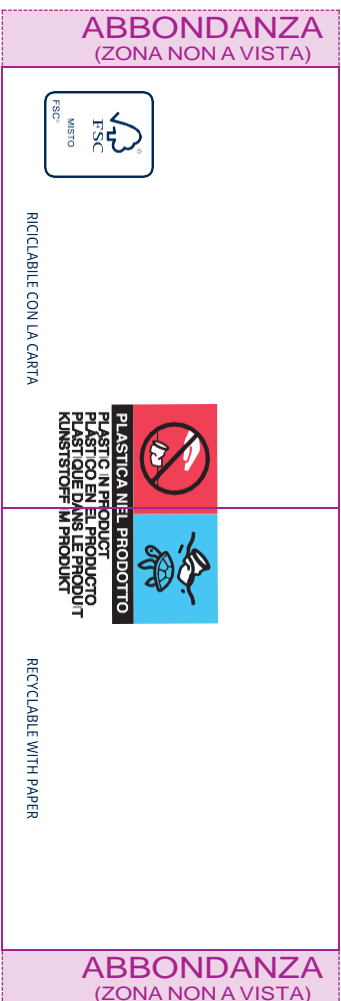 ABBONDANZA
(ZONA NON A VISTA)
FSC
®
MISTO
FSC®
RICICLABILE CON LA CARTA
PLASTICA NEL PRODOTTO
PLASTIC IN PRODUCT
PLÁSTICO EN EL PRODUCTO
PLASTIQUE DANS LE PRODUIT
KUNSTSTOFF IM PRODUKT
RECYCLABLE WITH PAPER
ABBONDANZA
(ZONA NON A VISTA)